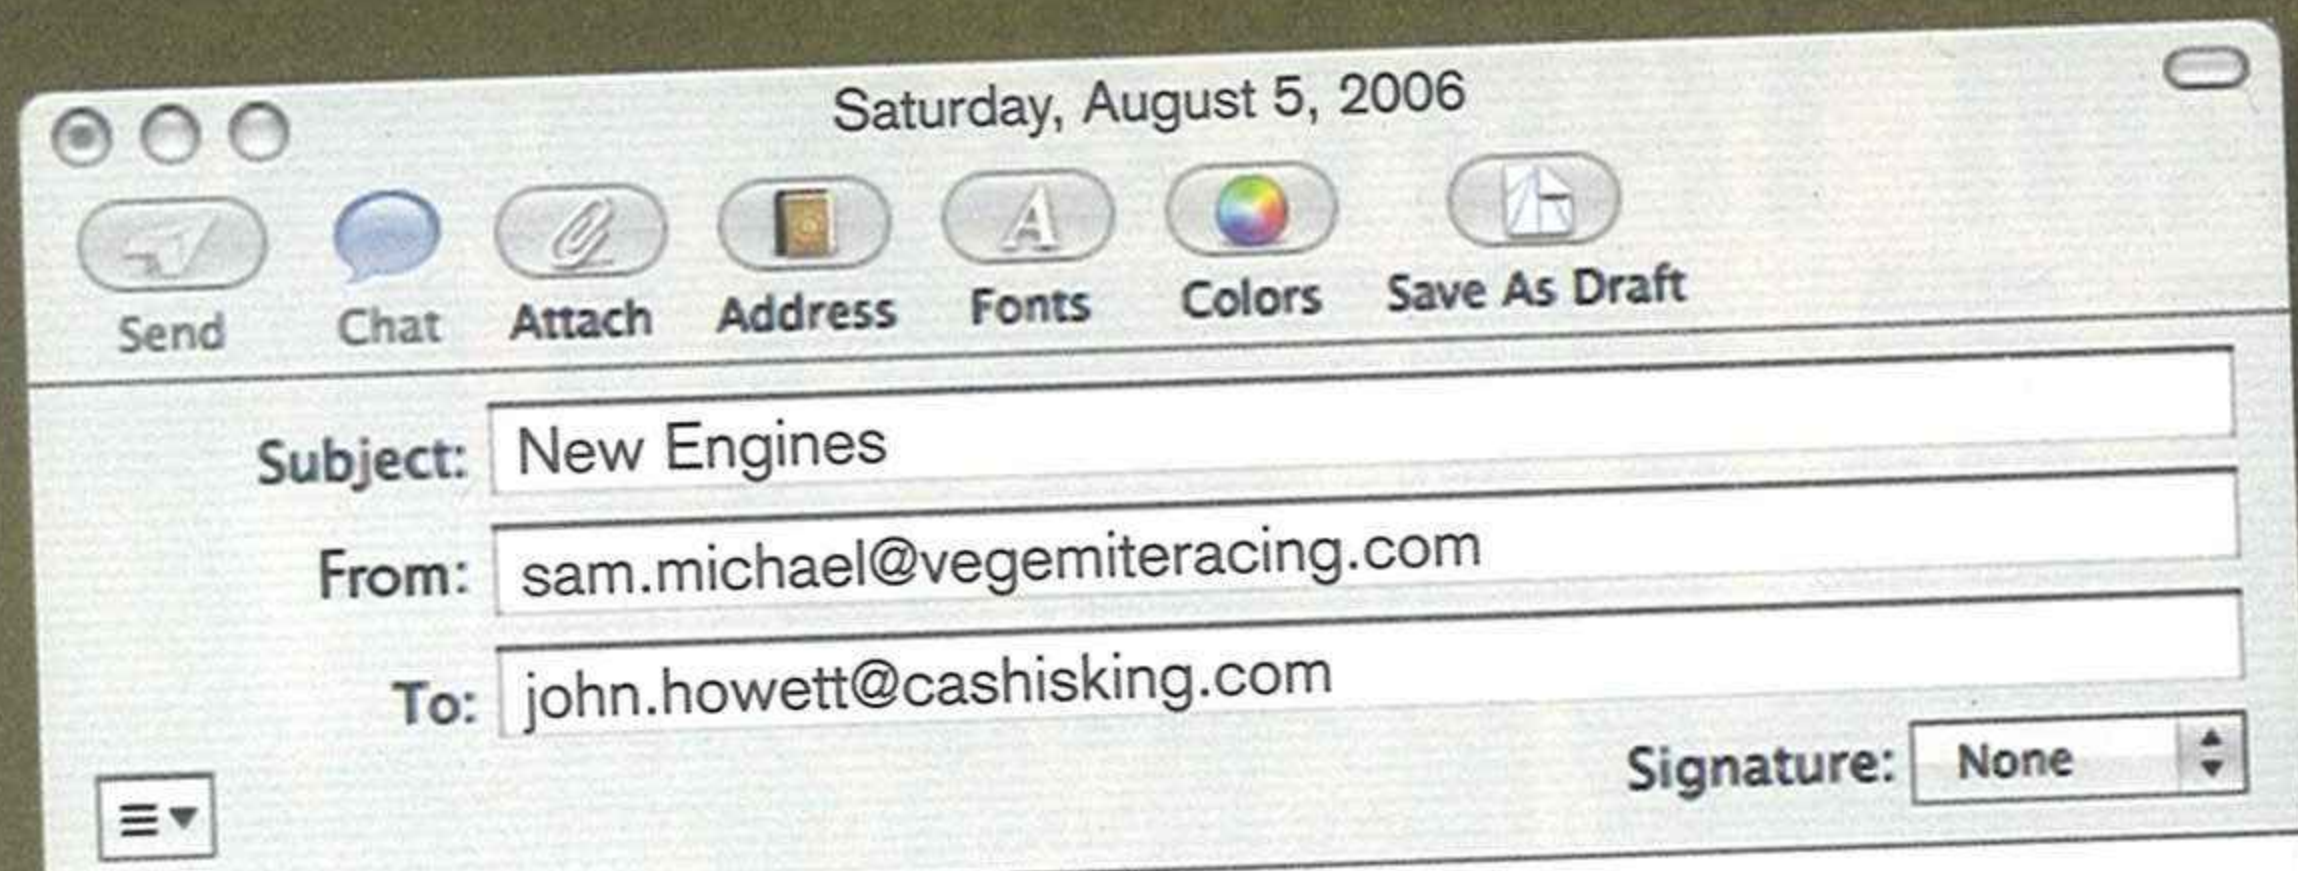 Saturday, August 5, 2006
Send Chat Attach Address Fonts Colors Save As Draft
Subject: New Engines
From: sam.michael@vegemiteracing.com
To: john.howett@cashisking.com
Signature: None